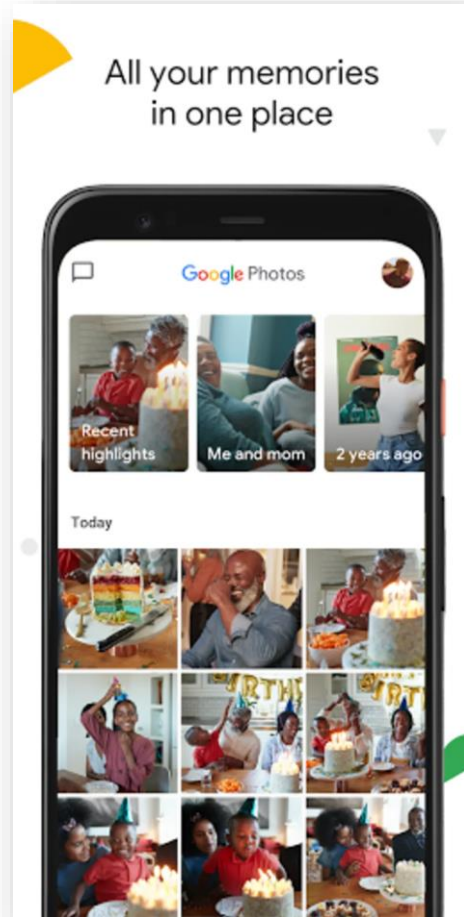 All your memories
in one place
Google Photos
Recent
highlights
Me and mom
2 years ago
Today